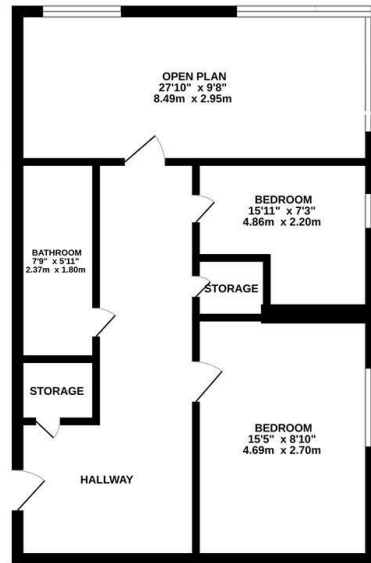 OPEN PLAN
27'10" x 9'8"
8.49m x 2.95m
BEDROOM
15'11" x 7'3"
4.86m x 2.20m
BATHROOM
7'9" x 5'11"
2.37m x 1.80m
STORAGE
STORAGE
BEDROOM
15'5" x 8'10"
4.69m x 2.70m
HALLWAY